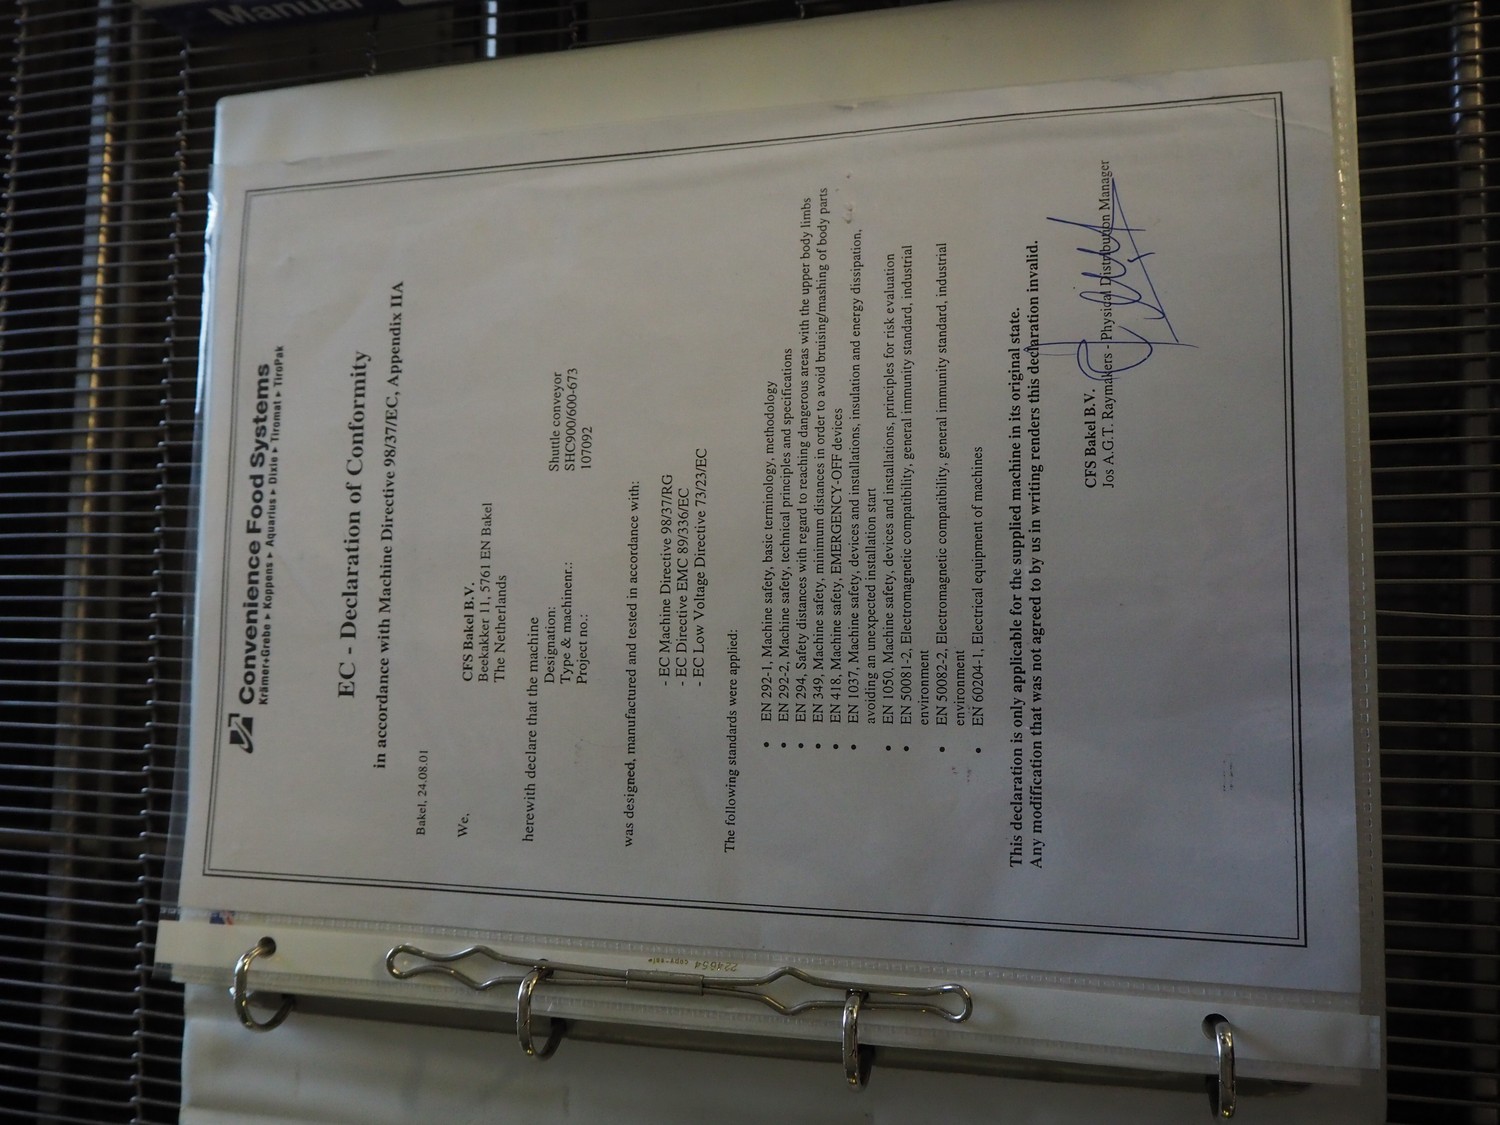 Manual
Convenience Food Systems
Krämer+Grebe ▸ Koppens ▸ Aquarius ▸ Dixie ▸ Tiromat ▸ TiroPak
EC - Declaration of Conformity
in accordance with Machine Directive 98/37/EC, Appendix IIA
Bakel, 24.08.01
We,
CFS Bakel B.V.
Beekakker 11, 5761 EN Bakel
The Netherlands
herewith declare that the machine
Designation: Shuttle conveyor
Type & machinenr.: SHC900/600-673
Project no.: 107092
was designed, manufactured and tested in accordance with:
- EC Machine Directive 98/37/RG
- EC Directive EMC 89/336/EC
- EC Low Voltage Directive 73/23/EC
The following standards were applied:
• EN 292-1, Machine safety, basic terminology, methodology
• EN 292-2, Machine safety, technical principles and specifications
• EN 294, Safety distances with regard to reaching dangerous areas with the upper body limbs
• EN 349, Machine safety, minimum distances in order to avoid bruising/mashing of body parts
• EN 418, Machine safety, EMERGENCY-OFF devices
• EN 1037, Machine safety, devices and installations, insulation and energy dissipation,
avoiding an unexpected installation start
• EN 1050, Machine safety, devices and installations, principles for risk evaluation
• EN 50081-2, Electromagnetic compatibility, general immunity standard, industrial
environment
• EN 50082-2, Electromagnetic compatibility, general immunity standard, industrial
environment
• EN 60204-1, Electrical equipment of machines
This declaration is only applicable for the supplied machine in its original state.
Any modification that was not agreed to by us in writing renders this declaration invalid.
CFS Bakel B.V.
Jos A.G.T. Raymakers - Physical Distribution Manager
224654 copy-safe